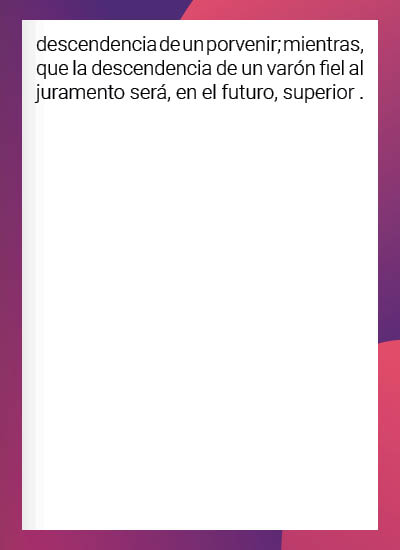 descendencia de un porvenir; mientras,
que la descendencia de un varón fiel al
juramento será, en el futuro, superior .